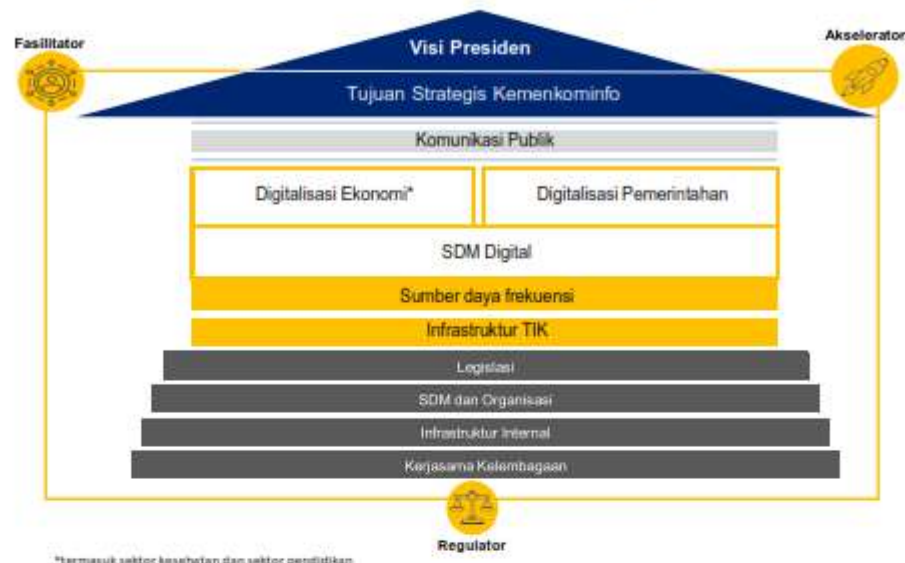 Fasilitator
Akselerator
Visi Presiden
Tujuan Strategis Kemenkominfo
Komunikasi Publik
Digitalisasi Ekonomi*
Digitalisasi Pemerintahan
SDM Digital
Sumber daya frekuensi
Infrastruktur TIK
Legislasi
SDM dan Organisasi
Infrastruktur Internal
Kerjasama Kelembagaan
Regulator
*termasuk sektor kesehatan dan sektor pendidikan